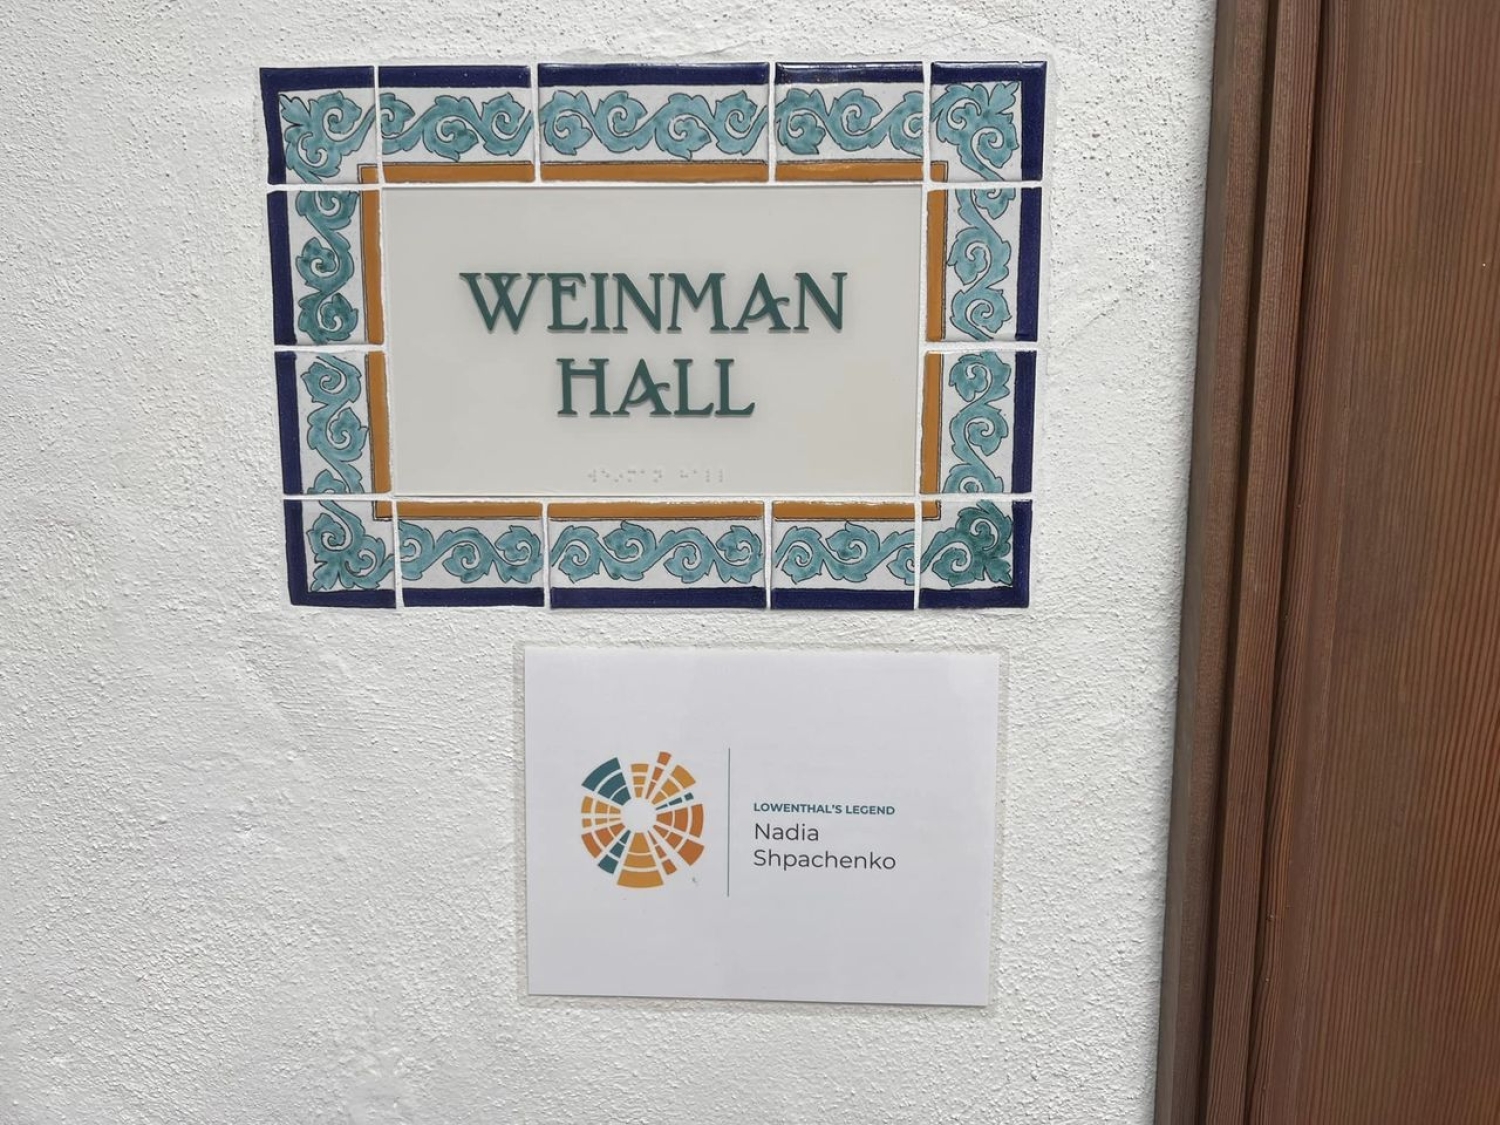 WEINMAN
HALL
⠺⠑⠊⠝⠍⠁⠝ ⠓⠁⠇⠇
LOWENTHAL'S LEGEND
Nadia
Shpachenko